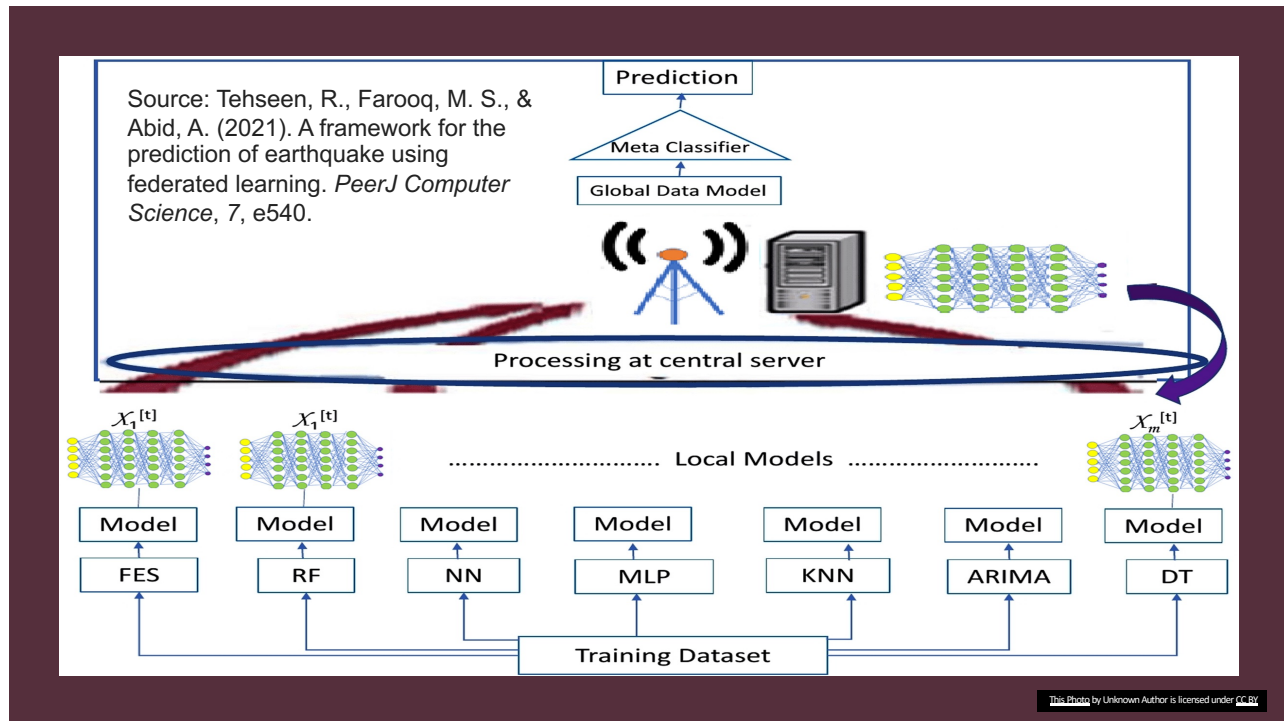 Prediction
Source: Tehseen, R., Farooq, M. S., &
Abid, A. (2021). A framework for the
prediction of earthquake using
federated learning. PeerJ Computer
Science, 7, e540.
Meta Classifier
Global Data Model
Processing at central server
X₁[t] X₁[t] Xₘ[t]
.............................. Local Models ...........................
Model Model Model Model Model Model Model
FES RF NN MLP KNN ARIMA DT
Training Dataset
This Photo by Unknown Author is licensed under CC BY